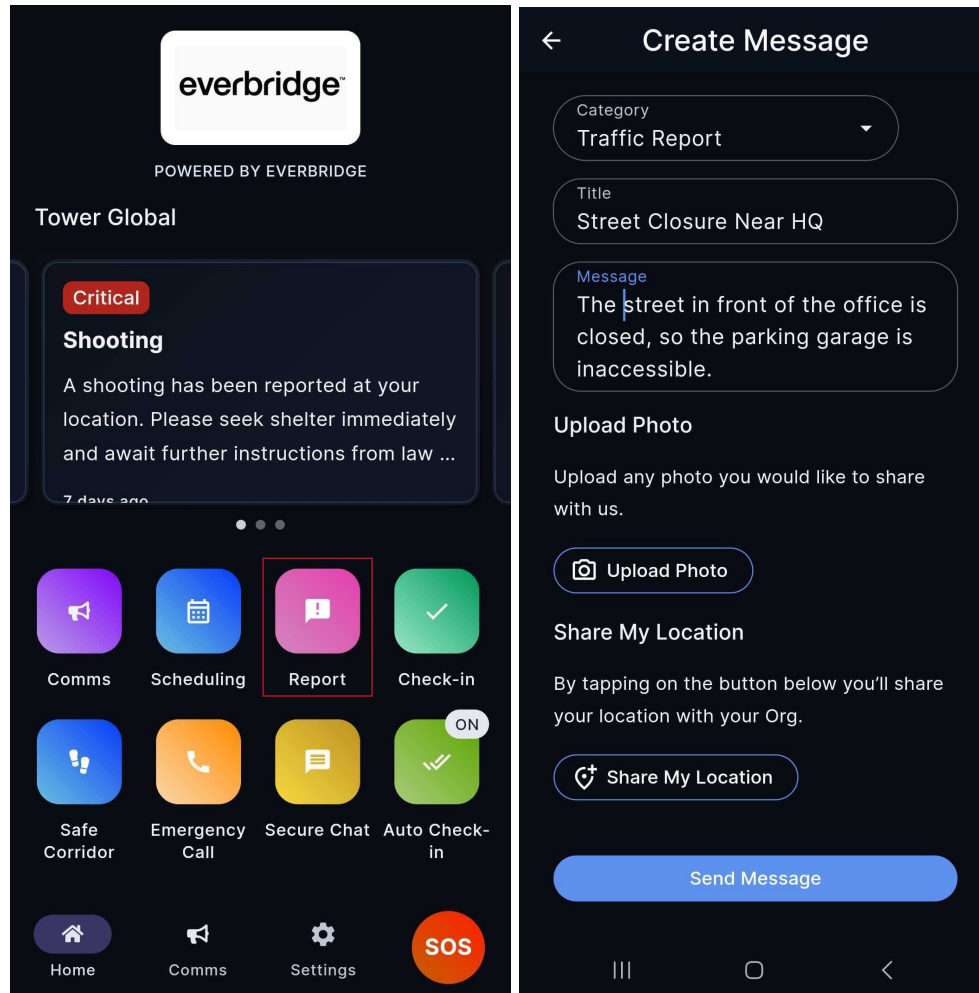 everbridge™
POWERED BY EVERBRIDGE
Tower Global
Critical
Shooting
A shooting has been reported at your
location. Please seek shelter immediately
and await further instructions from law ...
7 days ago
Comms
Scheduling
Report
Check-in
ON
Safe
Corridor
Emergency
Call
Secure Chat
Auto Check-
in
Home
Comms
Settings
SOS
Create Message
Category
Traffic Report
Title
Street Closure Near HQ
Message
The street in front of the office is
closed, so the parking garage is
inaccessible.
Upload Photo
Upload any photo you would like to share
with us.
Upload Photo
Share My Location
By tapping on the button below you’ll share
your location with your Org.
Share My Location
Send Message